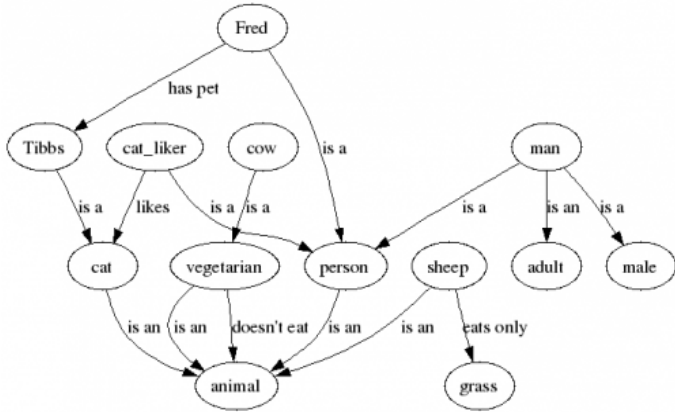 Fred
has pet
Tibbs
cat_liker
cow
is a
man
is a
likes
is a
is a
is a
is an
is a
cat
vegetarian
person
sheep
adult
male
is an
is an
doesn't eat
is an
is an
eats only
animal
grass